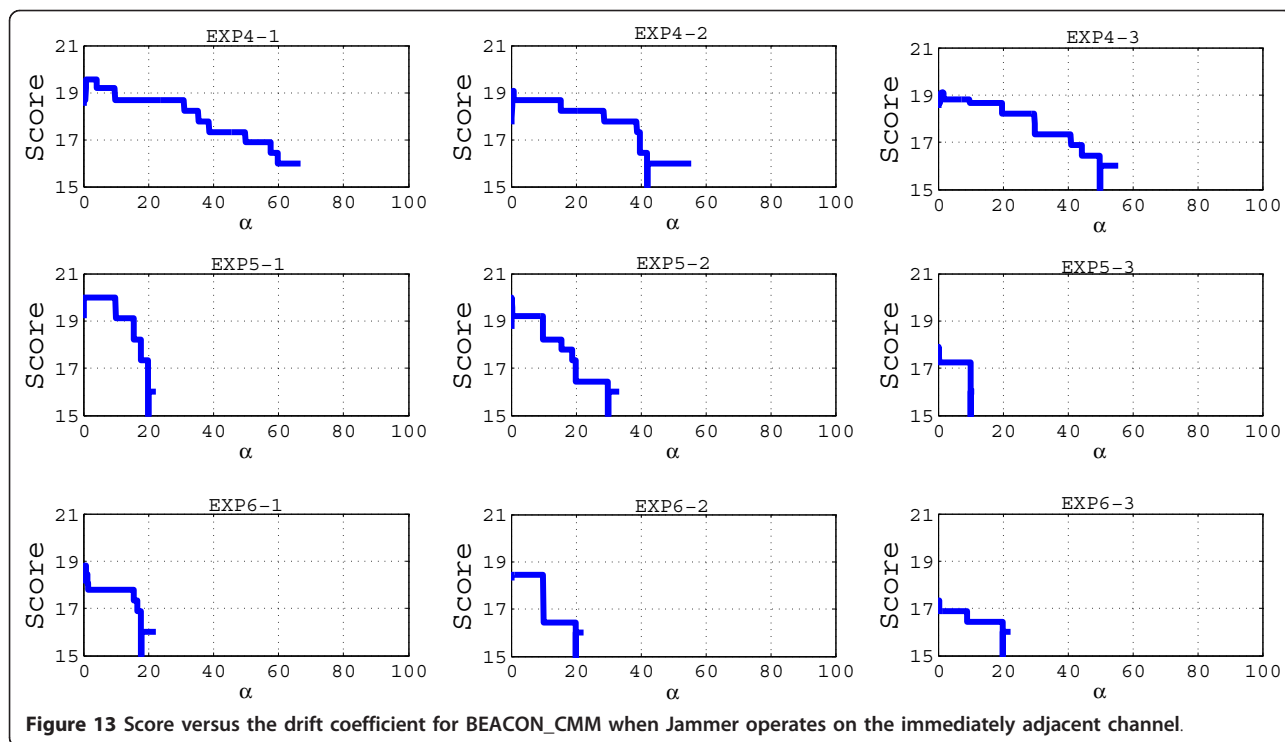 EXP4-1
21
19
17
15
Score
0 20 40 60 80 100
α
EXP4-2
21
19
17
15
Score
0 20 40 60 80 100
α
EXP4-3
21
19
17
15
Score
0 20 40 60 80 100
α
EXP5-1
21
19
17
15
Score
0 20 40 60 80 100
α
EXP5-2
21
19
17
15
Score
0 20 40 60 80 100
α
EXP5-3
21
19
17
15
Score
0 20 40 60 80 100
α
EXP6-1
21
19
17
15
Score
0 20 40 60 80 100
α
EXP6-2
21
19
17
15
Score
0 20 40 60 80 100
α
EXP6-3
21
19
17
15
Score
0 20 40 60 80 100
α
Figure 13 Score versus the drift coefficient for BEACON_CMM when Jammer operates on the immediately adjacent channel.